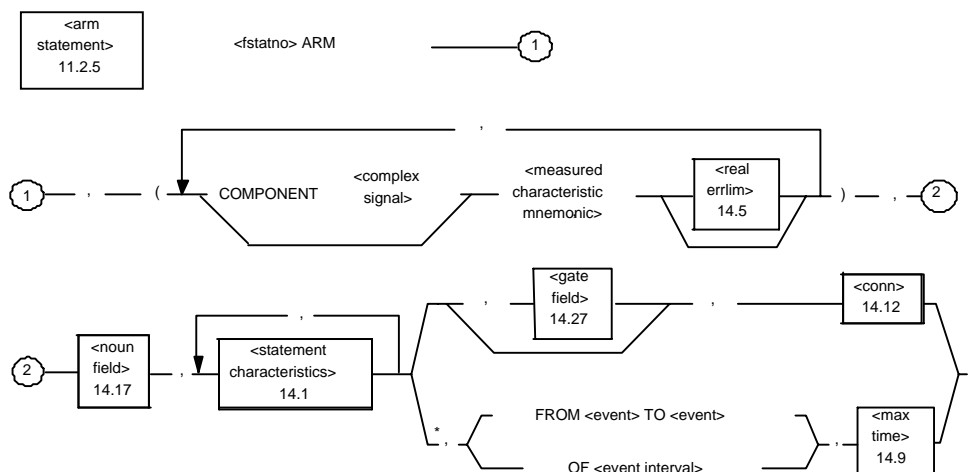 <arm
statement>
11.2.5
<fstatno> ARM
1
,
1
,
(
COMPONENT
<complex
signal>
<measured
characteristic
mnemonic>
<real
errlim>
14.5
)
,
2
<gate
field>
14.27
,
,
<conn>
14.12
,
2
<noun
field>
14.17
,
<statement
characteristics>
14.1
*
,
FROM <event> TO <event>
OF <event interval>
,
<max
time>
14.9